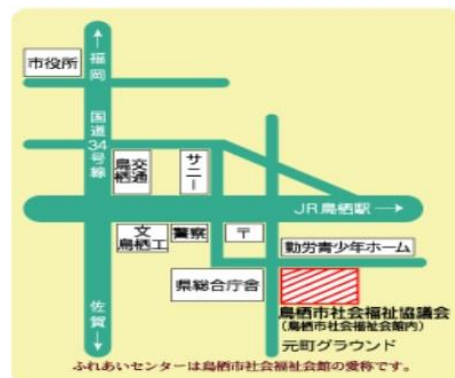 市役所
↑
福岡
国道34号線
佐賀
↓
鳥栖
交通
サニー
JR鳥栖駅→
文
鳥栖工
警察
〒
勤労青少年ホーム
県総合庁舎
鳥栖市社会福祉協議会
(鳥栖市社会福祉会館内)
元町グラウンド
ふれあいセンターは鳥栖市社会福祉会館の愛称です。